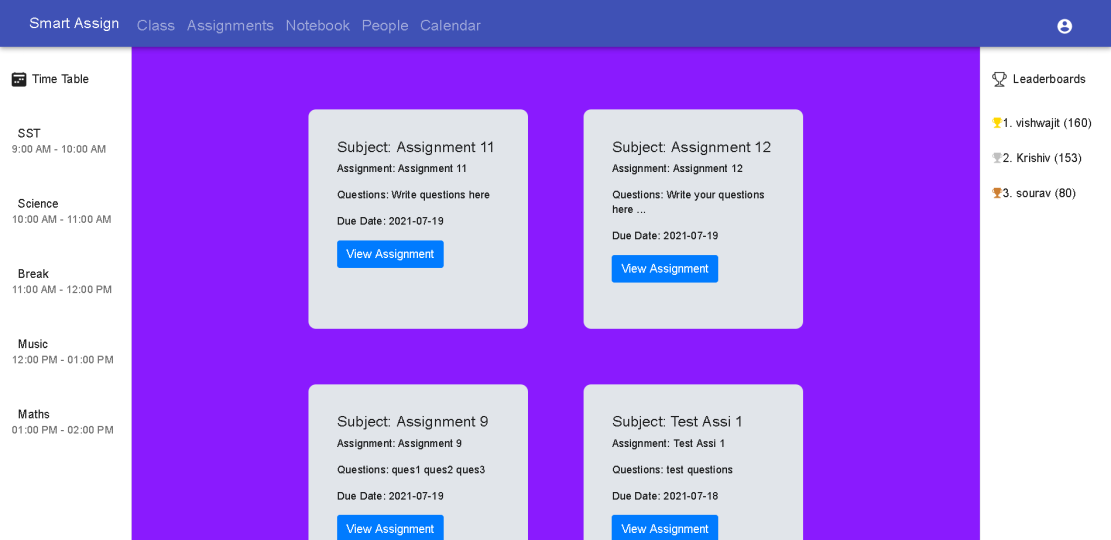 Smart Assign
Class Assignments Notebook People Calendar
Time Table
SST
9:00 AM - 10:00 AM
Science
10:00 AM - 11:00 AM
Break
11:00 AM - 12:00 PM
Music
12:00 PM - 01:00 PM
Maths
01:00 PM - 02:00 PM
Subject: Assignment 11
Assignment: Assignment 11
Questions: Write questions here
Due Date: 2021-07-19
View Assignment
Subject: Assignment 12
Assignment: Assignment 12
Questions: Write your questions
here ...
Due Date: 2021-07-19
View Assignment
Subject: Assignment 9
Assignment: Assignment 9
Questions: ques1 ques2 ques3
Due Date: 2021-07-19
View Assignment
Subject: Test Assi 1
Assignment: Test Assi 1
Questions: test questions
Due Date: 2021-07-18
View Assignment
Leaderboards
1. vishwajit (160)
2. Krishiv (153)
3. sourav (80)